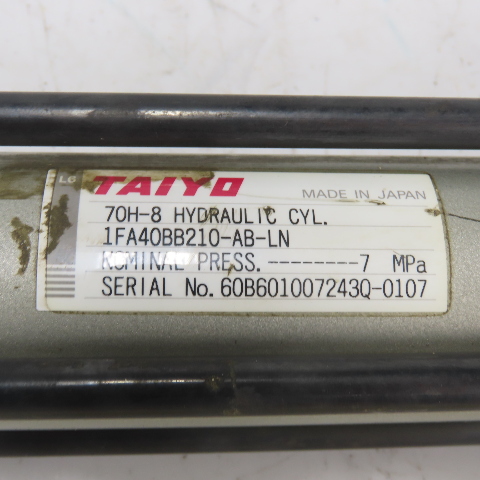 L6
TAIYO
MADE IN JAPAN
70H-8 HYDRAULIC CYL.
1FA40BB210-AB-LN
NOMINAL PRESS.---------7 MPa
SERIAL No.60B601007243Q-0107